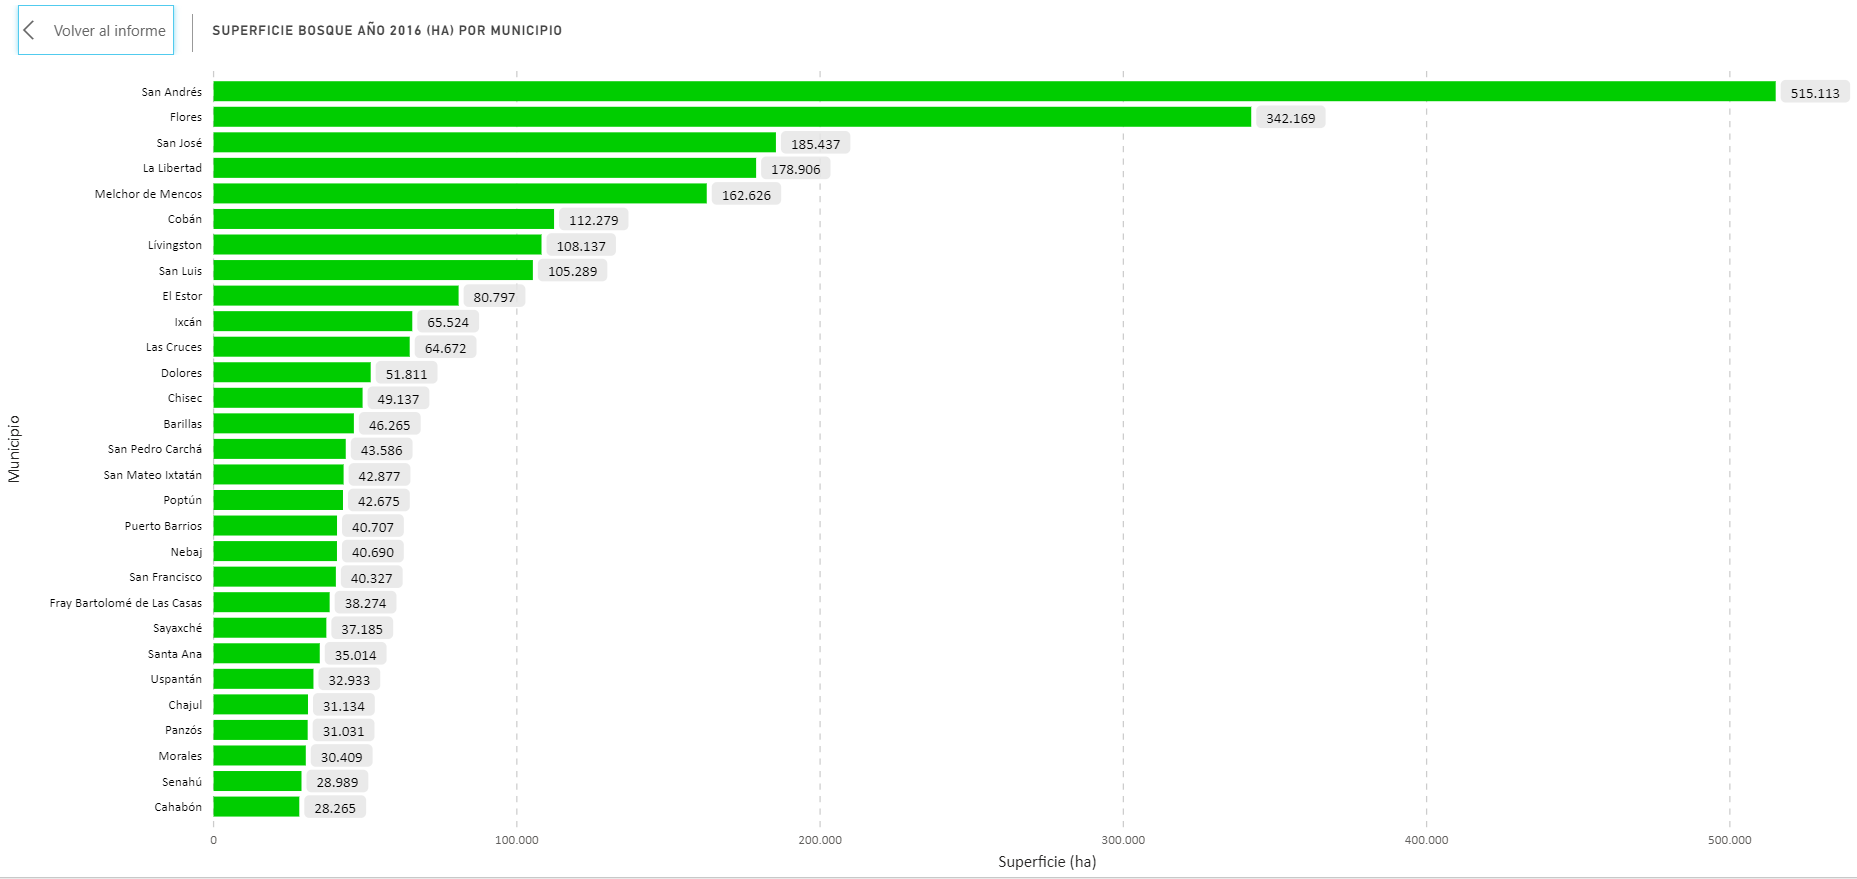 Volver al informe
SUPERFICIE BOSQUE AÑO 2016 (HA) POR MUNICIPIO
Municipio
San Andrés 515.113
Flores 342.169
San José 185.437
La Libertad 178.906
Melchor de Mencos 162.626
Cobán 112.279
Lívingston 108.137
San Luis 105.289
El Estor 80.797
Ixcán 65.524
Las Cruces 64.672
Dolores 51.811
Chisec 49.137
Barillas 46.265
San Pedro Carchá 43.586
San Mateo Ixtatán 42.877
Poptún 42.675
Puerto Barrios 40.707
Nebaj 40.690
San Francisco 40.327
Fray Bartolomé de Las Casas 38.274
Sayaxché 37.185
Santa Ana 35.014
Uspantán 32.933
Chajul 31.134
Panzós 31.031
Morales 30.409
Senahú 28.989
Cahabón 28.265
0 100.000 200.000 300.000 400.000 500.000
Superficie (ha)